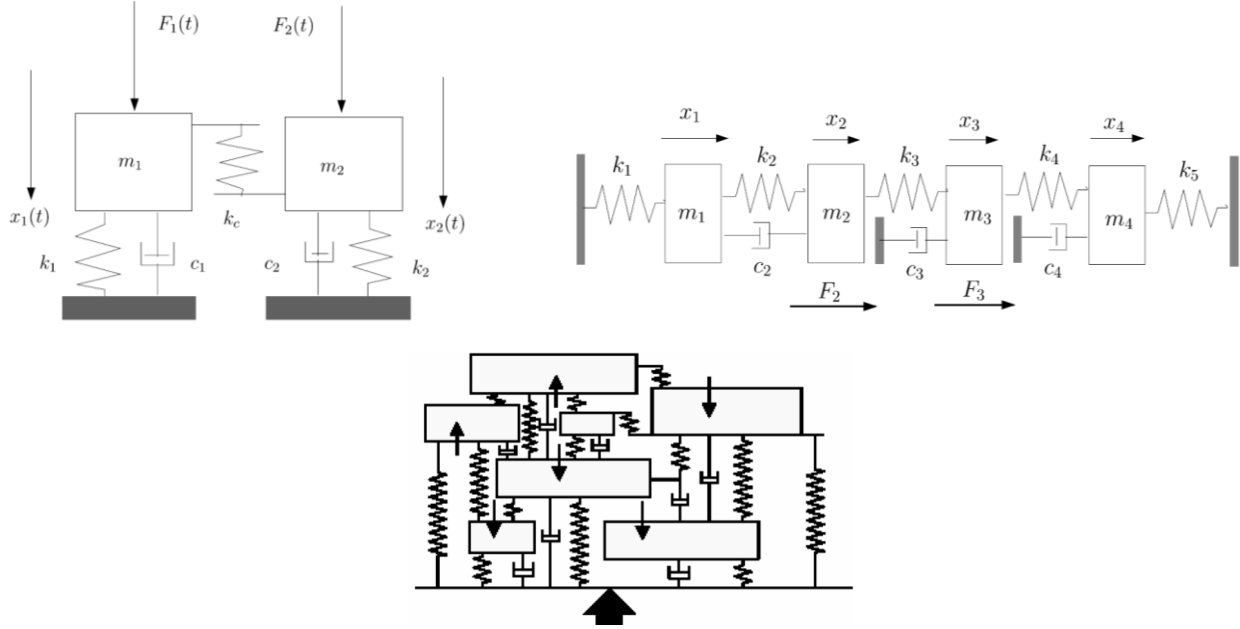 F₁(t) F₂(t)
m₁ m₂
x₁(t) k_c x₂(t)
k₁ c₁ c₂ k₂
x₁ x₂ x₃ x₄
k₁ k₂ k₃ k₄ k₅
m₁ m₂ m₃ m₄
c₂ c₃ c₄
F₂ F₃